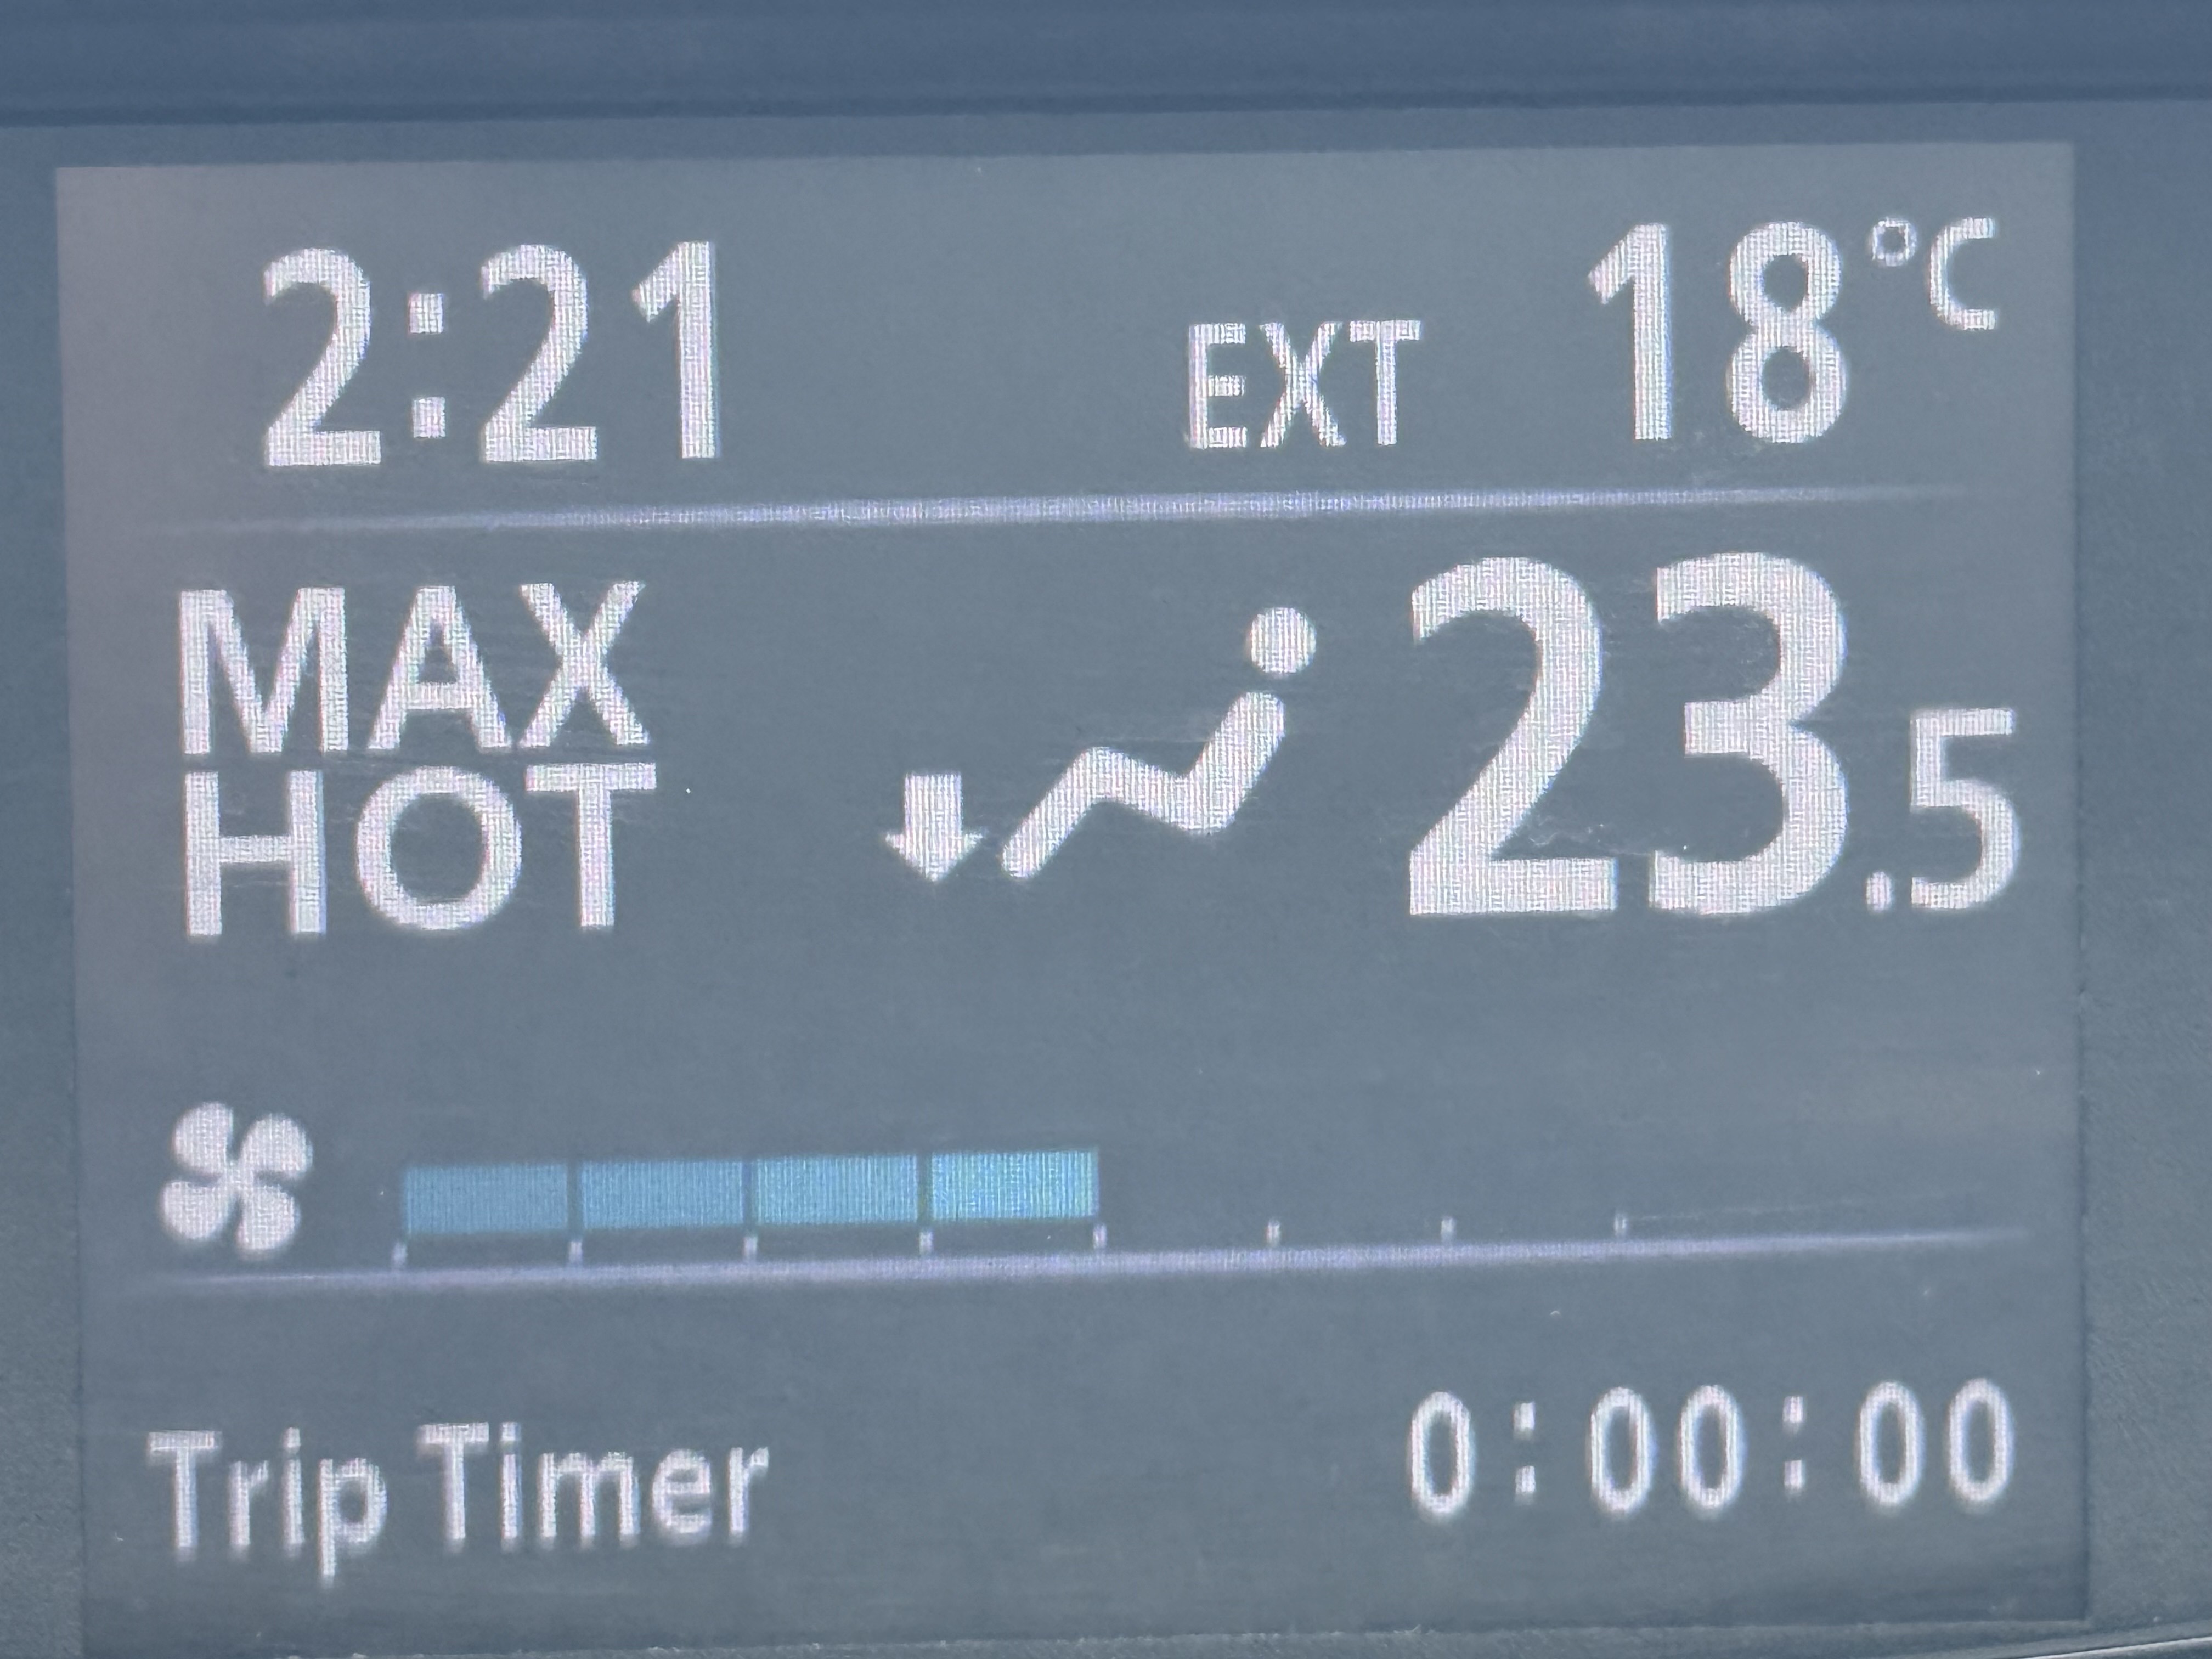 2:21 EXT 18°C
MAX
HOT
23.5
Trip Timer 0:00:00